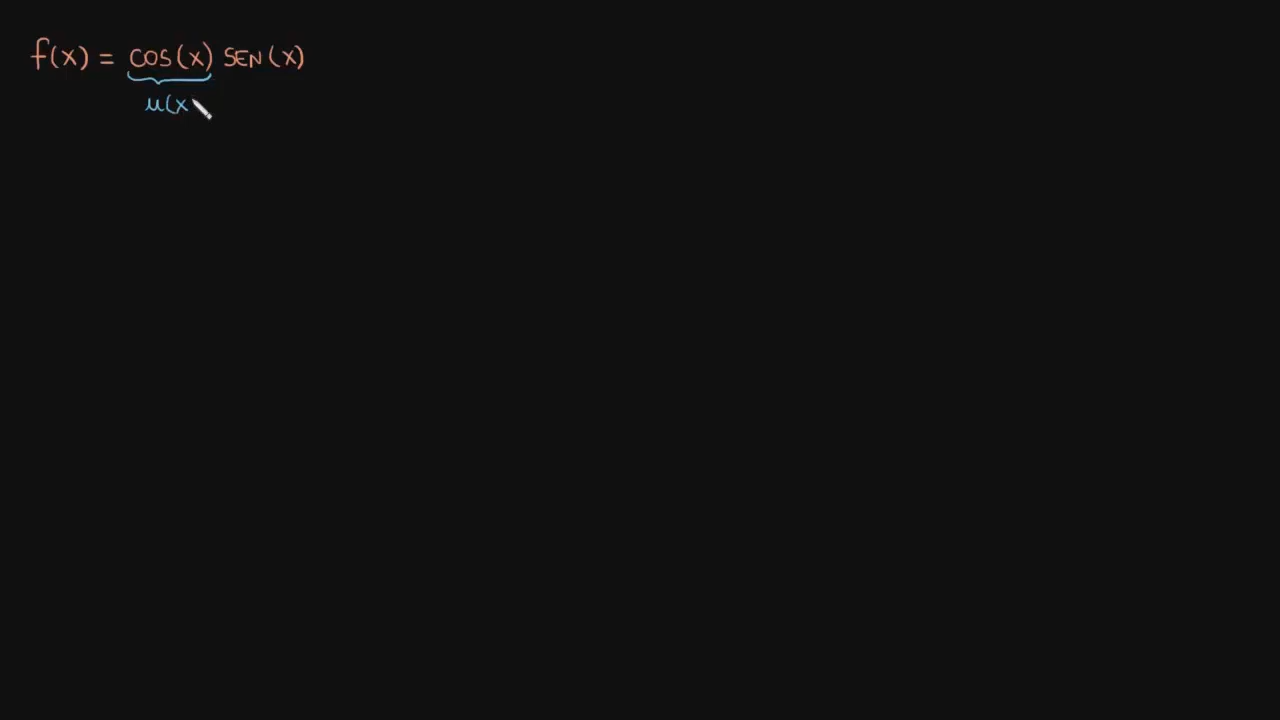 f(x) = cos(x) SEN(x)
u(x